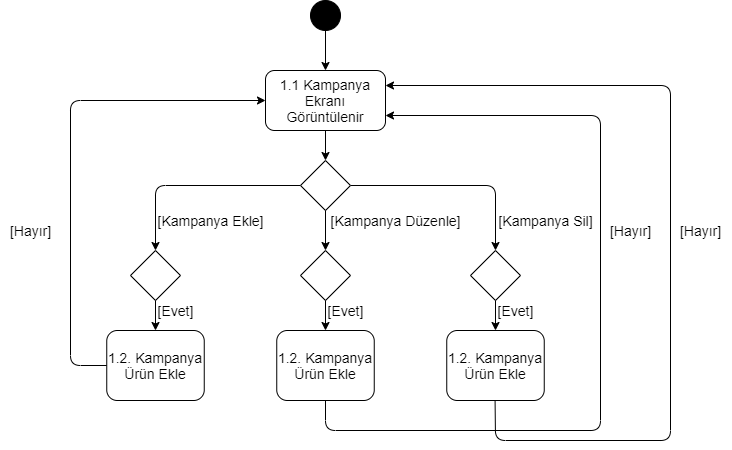 1.1 Kampanya
Ekranı
Görüntülenir
[Kampanya Ekle]
[Kampanya Düzenle]
[Kampanya Sil]
[Hayır]
[Hayır]
[Hayır]
[Evet]
[Evet]
[Evet]
1.2. Kampanya
Ürün Ekle
1.2. Kampanya
Ürün Ekle
1.2. Kampanya
Ürün Ekle